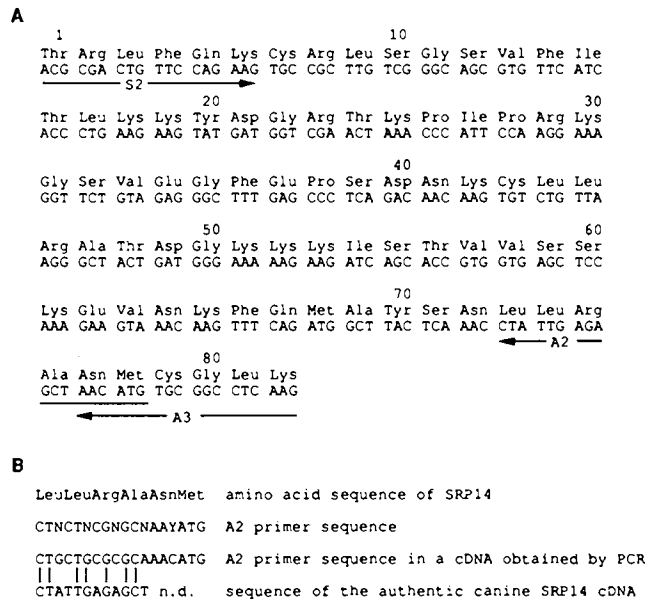 A
1 10
Thr Arg Leu Phe Gln Lys Cys Arg Leu Ser Gly Ser Val Phe Ile
ACG CGA CTG TTC CAG AAG TGC CGC TTG TCG GGC AGC GTG TTC ATC
S2
20 30
Thr Leu Lys Lys Tyr Asp Gly Arg Thr Lys Pro Ile Pro Arg Lys
ACC CTG AAG AAG TAT GAT GGT CGA ACT AAA CCC ATT CCA AGG AAA
40
Gly Ser Val Glu Gly Phe Glu Pro Ser Asp Asn Lys Cys Leu Leu
GGT TCT GTA GAG GGC TTT GAG CCC TCA GAC AAC AAG TGT CTG TTA
50 60
Arg Ala Thr Asp Gly Lys Lys Lys Ile Ser Thr Val Val Ser Ser
AGG GCT ACT GAT GGG AAA AAG AAG ATC AGC ACC GTG GTG AGC TCC
70
Lys Glu Val Asn Lys Phe Gln Met Ala Tyr Ser Asn Leu Leu Arg
AAA GAA GTA AAC AAG TTT CAG ATG GCT TAC TCA AAC CTA TTG AGA
A2
80
Ala Asn Met Cys Gly Leu Lys
GCT AAC ATG TGC GGC CTC AAG
A3
B
LeuLeuArgAlaAsnMet amino acid sequence of SRP14
CTNCTNCGNGCNAAYATG A2 primer sequence
CTGCTGCGCGCAAACATG A2 primer sequence in a cDNA obtained by PCR
CTATTGAGAGCT n.d. sequence of the authentic canine SRP14 cDNA